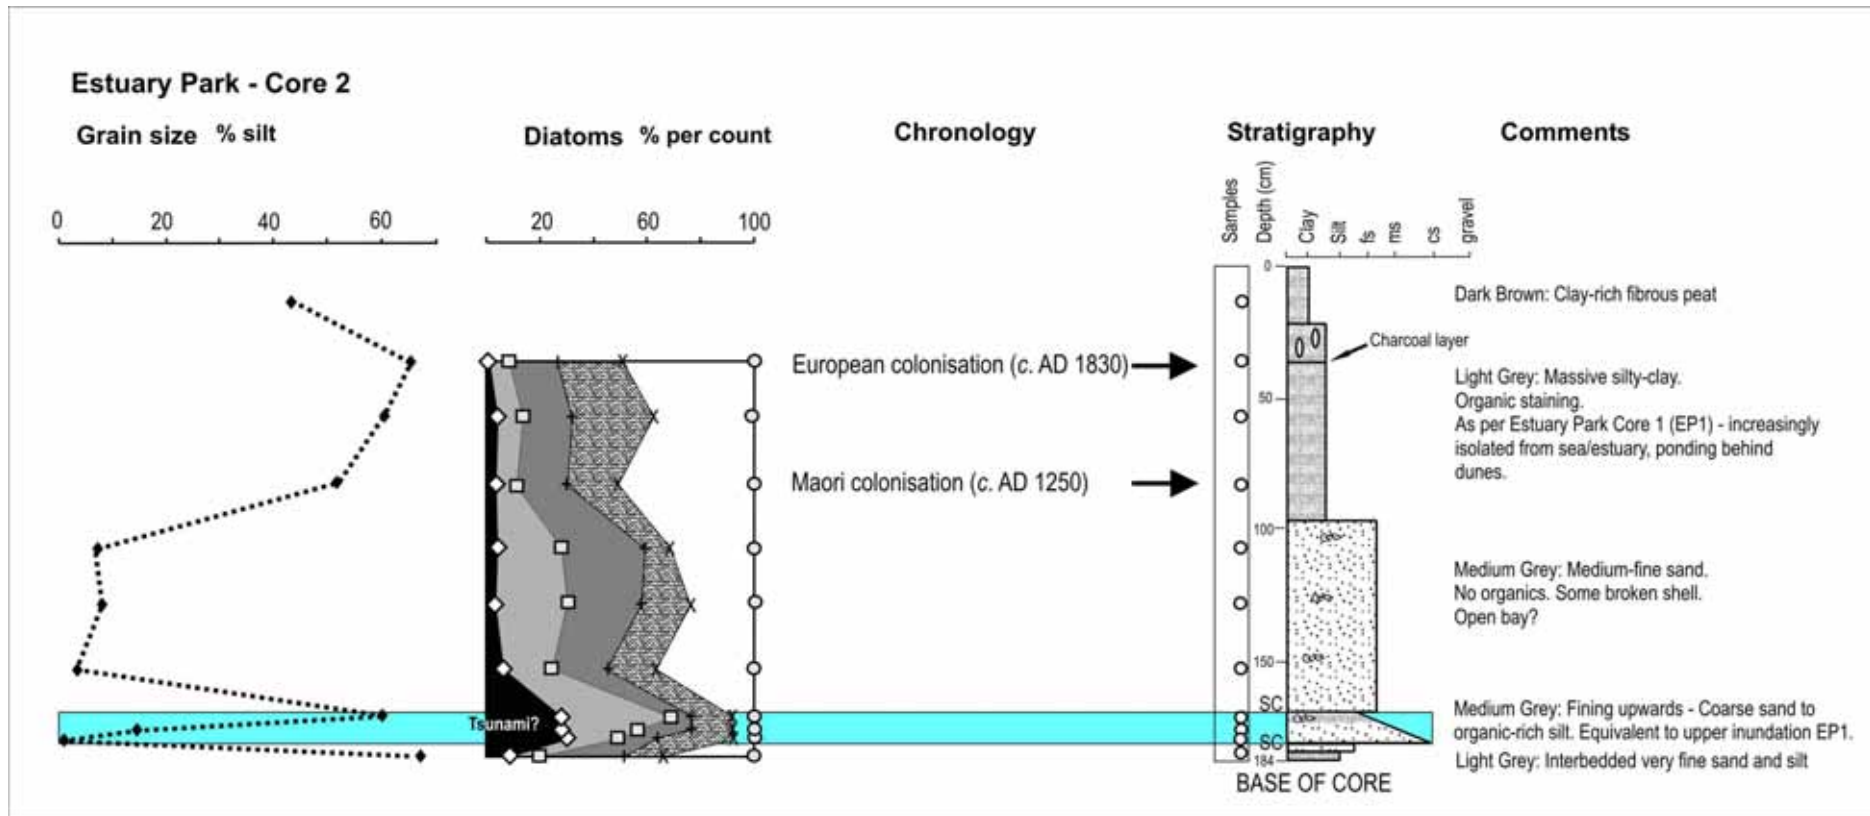 Estuary Park - Core 2
Grain size % silt
Diatoms % per count
Chronology
Stratigraphy
Comments
Samples
Depth (cm)
Clay
Silt
fs
ms
cs
gravel
0 20 40 60
20 60 100
0
Dark Brown: Clay-rich fibrous peat
Charcoal layer
European colonisation (c. AD 1830)
Light Grey: Massive silty-clay.
Organic staining.
As per Estuary Park Core 1 (EP1) - increasingly
isolated from sea/estuary, ponding behind
dunes.
50
Maori colonisation (c. AD 1250)
100
Medium Grey: Medium-fine sand.
No organics. Some broken shell.
Open bay?
150
SC
Tsunami?
Medium Grey: Fining upwards - Coarse sand to
organic-rich silt. Equivalent to upper inundation EP1.
SC
184
Light Grey: Interbedded very fine sand and silt
BASE OF CORE